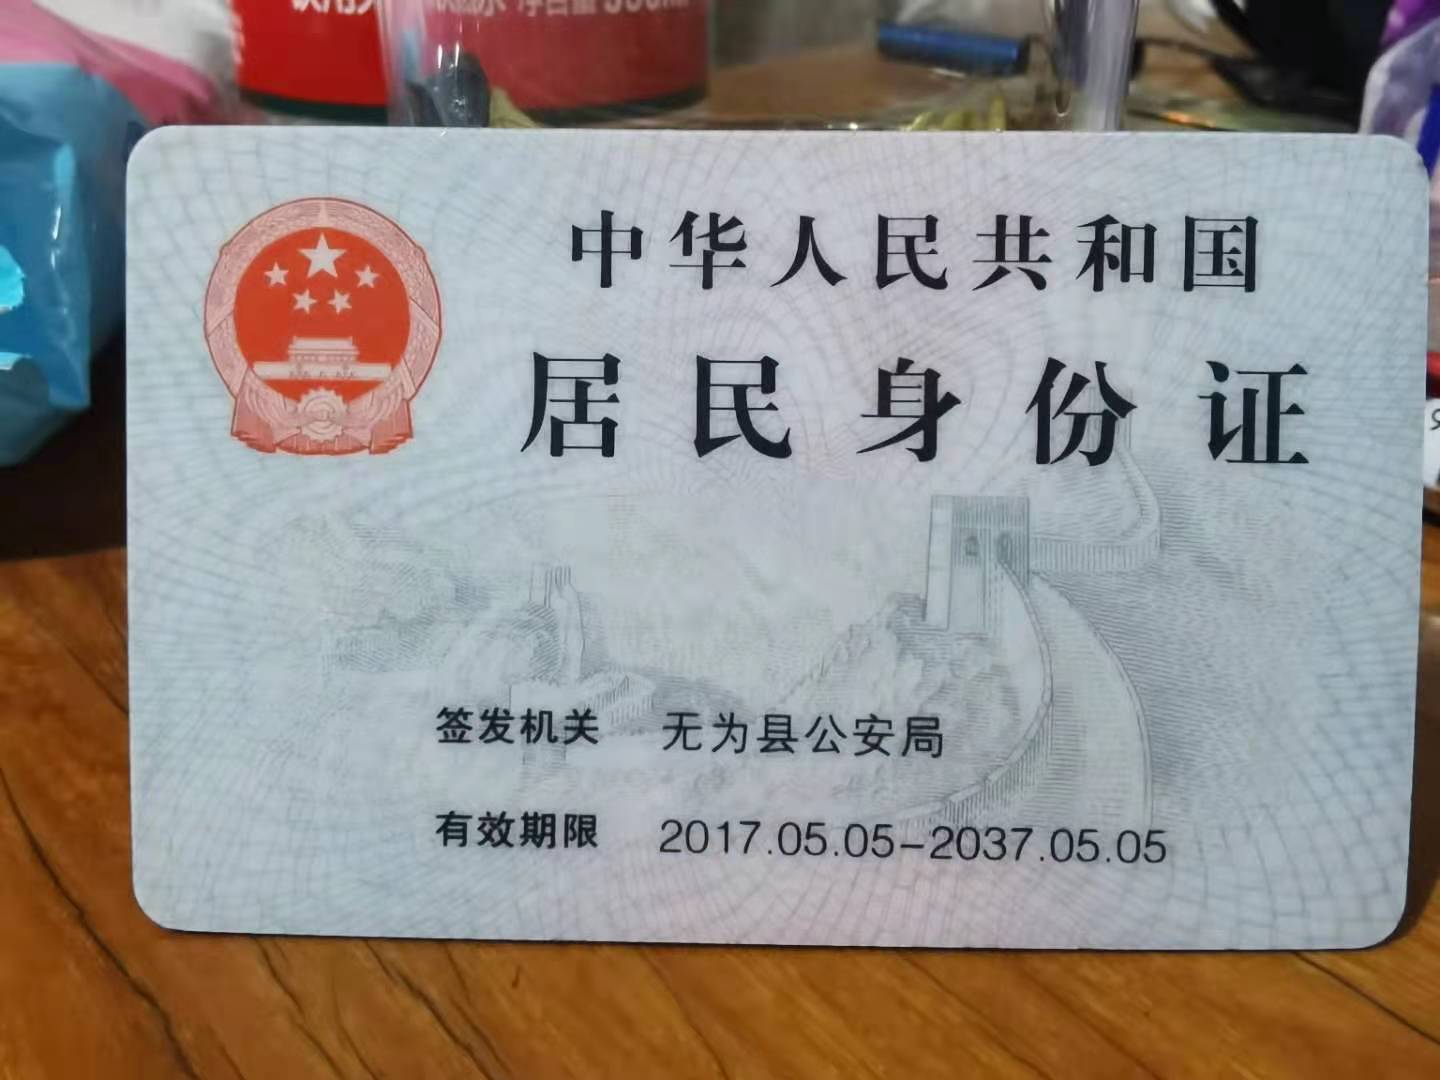 中华人民共和国
居民身份证
签发机关 无为县公安局
有效期限 2017.05.05-2037.05.05